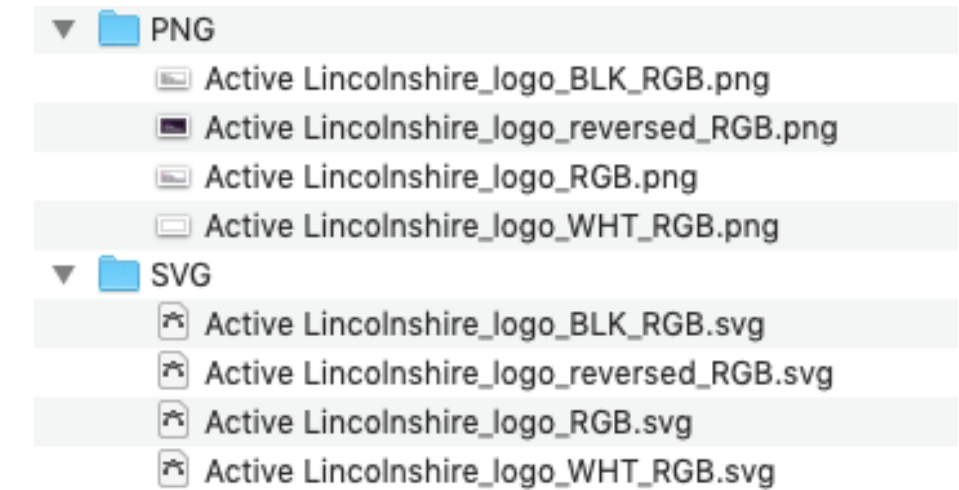 PNG
Active Lincolnshire_logo_BLK_RGB.png
Active Lincolnshire_logo_reversed_RGB.png
Active Lincolnshire_logo_RGB.png
Active Lincolnshire_logo_WHT_RGB.png
SVG
Active Lincolnshire_logo_BLK_RGB.svg
Active Lincolnshire_logo_reversed_RGB.svg
Active Lincolnshire_logo_RGB.svg
Active Lincolnshire_logo_WHT_RGB.svg